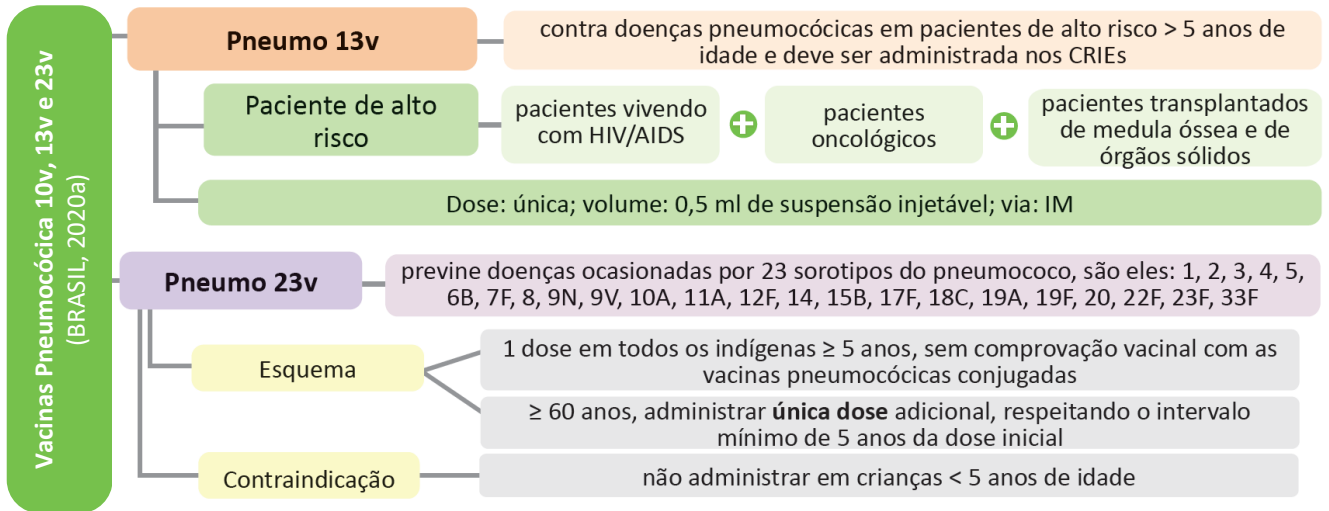 Vacinas Pneumocócica 10v, 13v e 23v
(BRASIL, 2020a)
Pneumo 13v
contra doenças pneumocócicas em pacientes de alto risco > 5 anos de
idade e deve ser administrada nos CRIEs
Paciente de alto
risco
pacientes vivendo
com HIV/AIDS
pacientes
oncológicos
pacientes transplantados
de medula óssea e de
órgãos sólidos
Dose: única; volume: 0,5 ml de suspensão injetável; via: IM
Pneumo 23v
previne doenças ocasionadas por 23 sorotipos do pneumococo, são eles: 1, 2, 3, 4, 5,
6B, 7F, 8, 9N, 9V, 10A, 11A, 12F, 14, 15B, 17F, 18C, 19A, 19F, 20, 22F, 23F, 33F
Esquema
1 dose em todos os indígenas ≥ 5 anos, sem comprovação vacinal com as
vacinas pneumocócicas conjugadas
≥ 60 anos, administrar única dose adicional, respeitando o intervalo
mínimo de 5 anos da dose inicial
Contraindicação
não administrar em crianças < 5 anos de idade